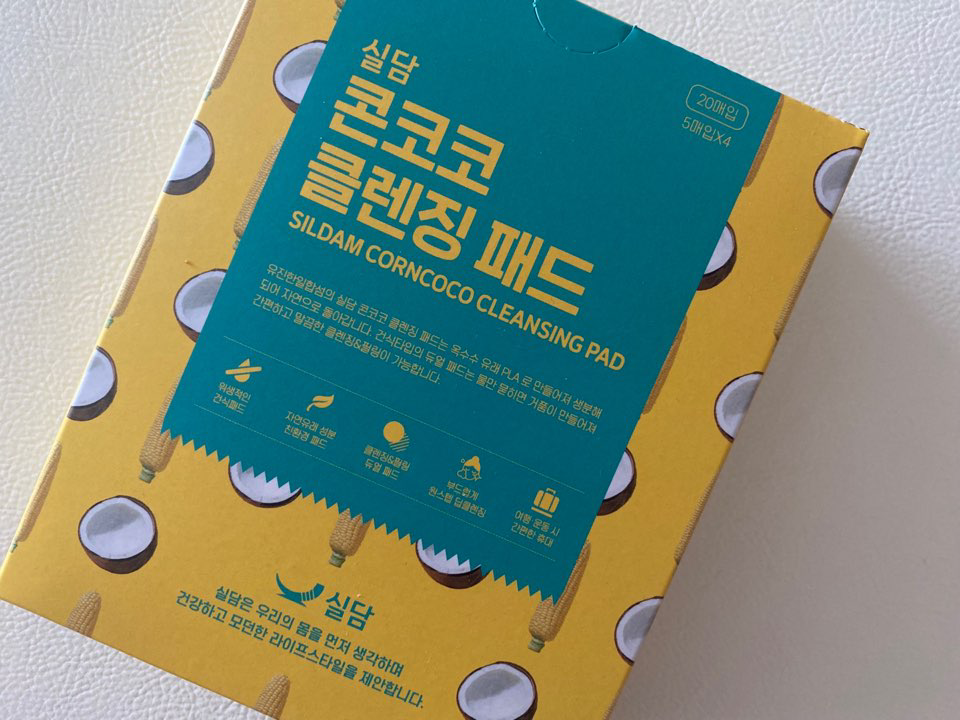 실담
콘코코
클렌징 패드
SILDAM CORNCOCO CLEANSING PAD
20매입
5매입X4
유진한일합섬의 실담 콘코코 클렌징 패드는 옥수수 유래 PLA로 만들어져 생분해
되어 자연으로 돌아갑니다. 건식타입의 듀얼 패드는 물만 묻히면 거품이 만들어져
간편하고 말끔한 클렌징&필링이 가능합니다.
위생적인
건식패드
자연유래 성분
친환경 패드
클렌징&필링
듀얼 패드
부드럽게
원스텝 딥클렌징
여행 운동 시
간편한 휴대
실담
실담은 우리의 몸을 먼저 생각하며
건강하고 모던한 라이프스타일을 제안합니다.